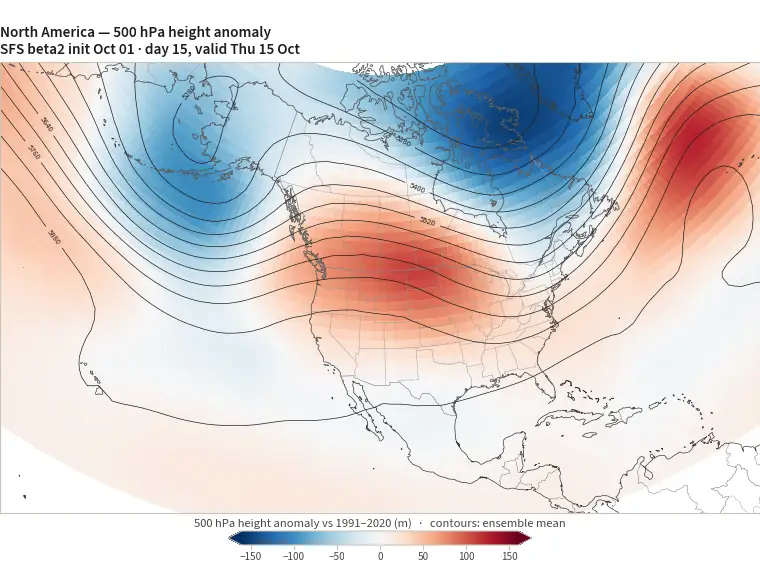 North America — 500 hPa height anomaly
SFS beta2 init Oct 01 · day 15, valid Thu 15 Oct
5640
5760
5880
5400
5520
500 hPa height anomaly vs 1991–2020 (m)  ·  contours: ensemble mean
−150 −100 −50 0 50 100 150